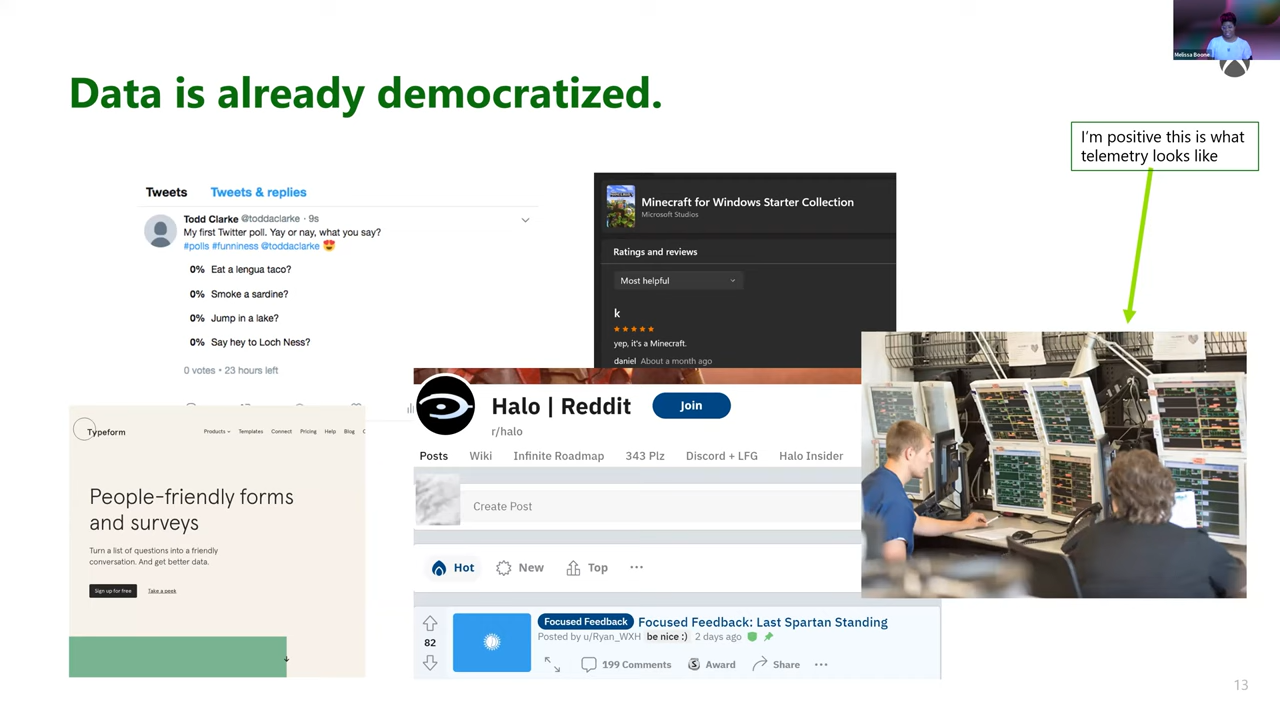 Melissa Boone
Data is already democratized.
I'm positive this is what
telemetry looks like
Tweets Tweets & replies
Todd Clarke @toddaclarke · 9s
My first Twitter poll. Yay or nay, what you say?
#polls #funniness @toddaclarke 😍
0% Eat a lengua taco?
0% Smoke a sardine?
0% Jump in a lake?
0% Say hey to Loch Ness?
0 votes • 23 hours left
Minecraft for Windows Starter Collection
Microsoft Studios
Ratings and reviews
Most helpful
k
★★★★★
yep, it's a Minecraft.
daniel About a month ago
Typeform
Products Templates Connect Pricing Help Blog
People-friendly forms
and surveys
Turn a list of questions into a friendly
conversation. And get better data.
Sign up for free Take a peek
Halo | Reddit Join
r/halo
Posts Wiki Infinite Roadmap 343 Plz Discord + LFG Halo Insider
Create Post
Hot New Top ...
82
Focused Feedback Focused Feedback: Last Spartan Standing
Posted by u/Ryan_WXH be nice :) 2 days ago
199 Comments Award Share ...
13